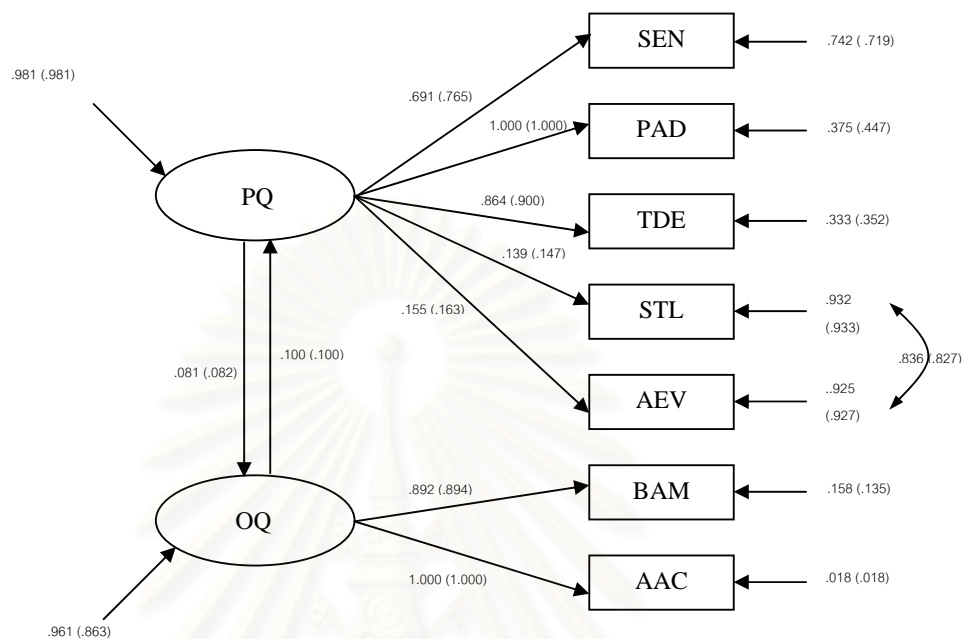 SEN
.742 ( .719)
.981 (.981)
.691 (.765)
1.000 (1.000)
PAD
.375 (.447)
PQ
.864 (.900)
TDE
.333 (.352)
.139 (.147)
STL
.932
(.933)
.155 (.163)
.100 (.100)
.081 (.082)
.836 (.827)
AEV
..925
(.927)
.892 (.894)
BAM
.158 (.135)
OQ
1.000 (1.000)
AAC
.018 (.018)
.961 (.863)